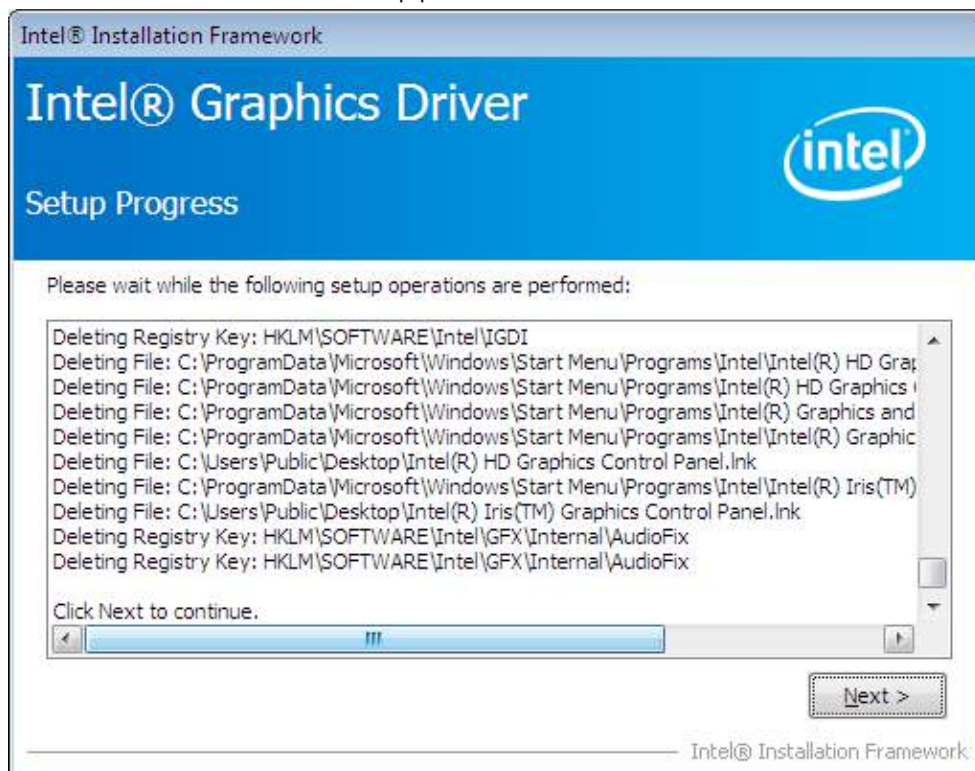 Intel® Installation Framework
Intel® Graphics Driver
intel
Setup Progress
Please wait while the following setup operations are performed:
Deleting Registry Key: HKLM\SOFTWARE\Intel\IGDI
Deleting File: C:\ProgramData\Microsoft\Windows\Start Menu\Programs\Intel\Intel(R) HD
Deleting File: C:\ProgramData\Microsoft\Windows\Start Menu\Programs\Intel(R) HD Graphics
Deleting File: C:\ProgramData\Microsoft\Windows\Start Menu\Programs\Intel(R) Graphics and
Deleting File: C:\ProgramData\Microsoft\Windows\Start Menu\Programs\Intel\Intel(R) Graphic
Deleting File: C:\Users\Public\Desktop\Intel(R) HD Graphics Control Panel.lnk
Deleting File: C:\ProgramData\Microsoft\Windows\Start Menu\Programs\Intel\Intel(R) Iris(TM)
Deleting File: C:\Users\Public\Desktop\Intel(R) Iris(TM) Graphics Control Panel.lnk
Deleting Registry Key: HKLM\SOFTWARE\Intel\GFX\Internal\AudioFix
Deleting Registry Key: HKLM\SOFTWARE\Intel\GFX\Internal\AudioFix
Click Next to continue.
Next >
Intel® Installation Framework